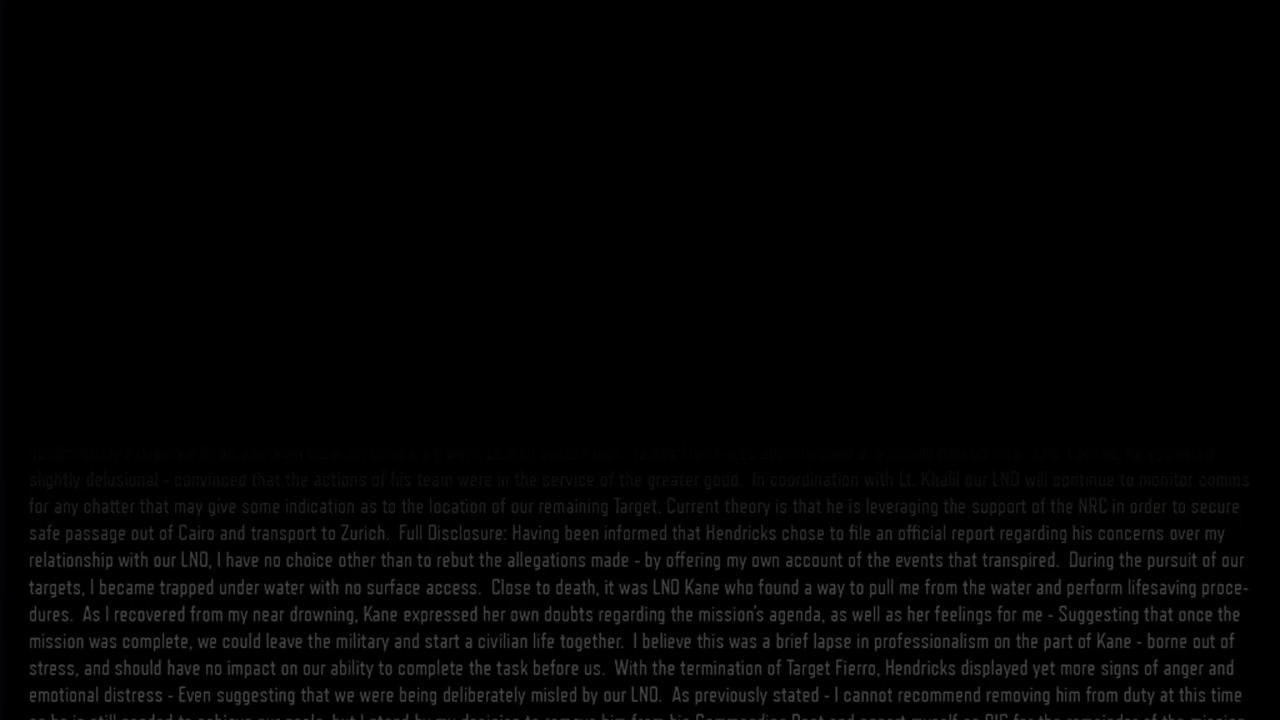 slightly delusional - convinced that the actions of his team were in the service of the greater good.  In coordination with Lt. Khalil our LNO will continue to monitor comms
for any chatter that may give some indication as to the location of our remaining Target. Current theory is that he is leveraging the support of the NRC in order to secure
safe passage out of Cairo and transport to Zurich.  Full Disclosure: Having been informed that Hendricks chose to file an official report regarding his concerns over my
relationship with our LNO, I have no choice other than to rebut the allegations made - by offering my own account of the events that transpired.  During the pursuit of our
targets, I became trapped under water with no surface access.  Close to death, it was LNO Kane who found a way to pull me from the water and perform lifesaving proce-
dures.  As I recovered from my near drowning, Kane expressed her own doubts regarding the mission's agenda, as well as her feelings for me - Suggesting that once the
mission was complete, we could leave the military and start a civilian life together.  I believe this was a brief lapse in professionalism on the part of Kane - borne out of
stress, and should have no impact on our ability to complete the task before us.  With the termination of Target Fierro, Hendricks displayed yet more signs of anger and
emotional distress - Even suggesting that we were being deliberately misled by our LNO.  As previously stated - I cannot recommend removing him from duty at this time